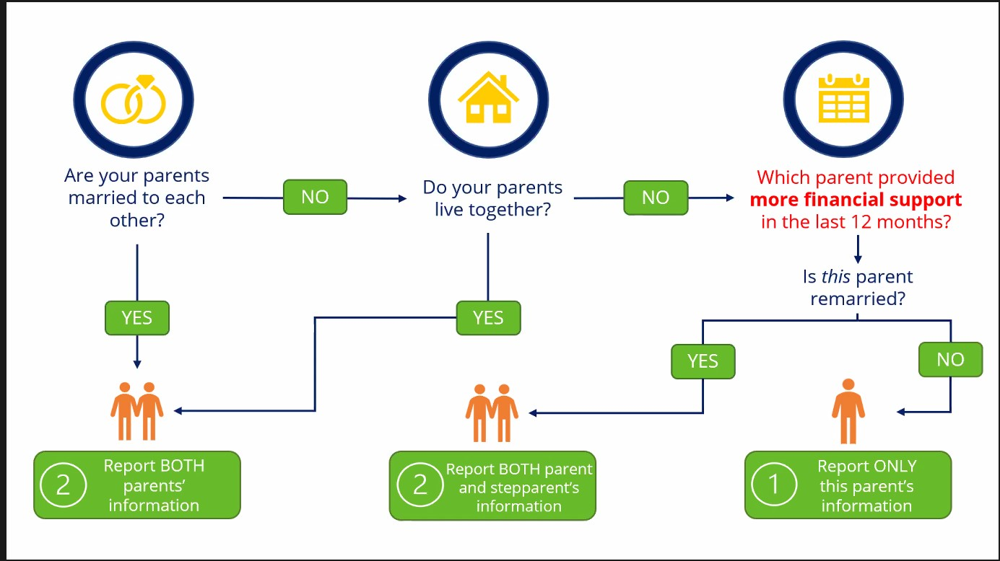 Are your parents
married to each
other?
NO
Do your parents
live together?
NO
Which parent provided
more financial support
in the last 12 months?
Is this parent
remarried?
YES
YES
YES
NO
2
Report BOTH
parents’
information
2
Report BOTH parent
and stepparent’s
information
1
Report ONLY
this parent’s
information